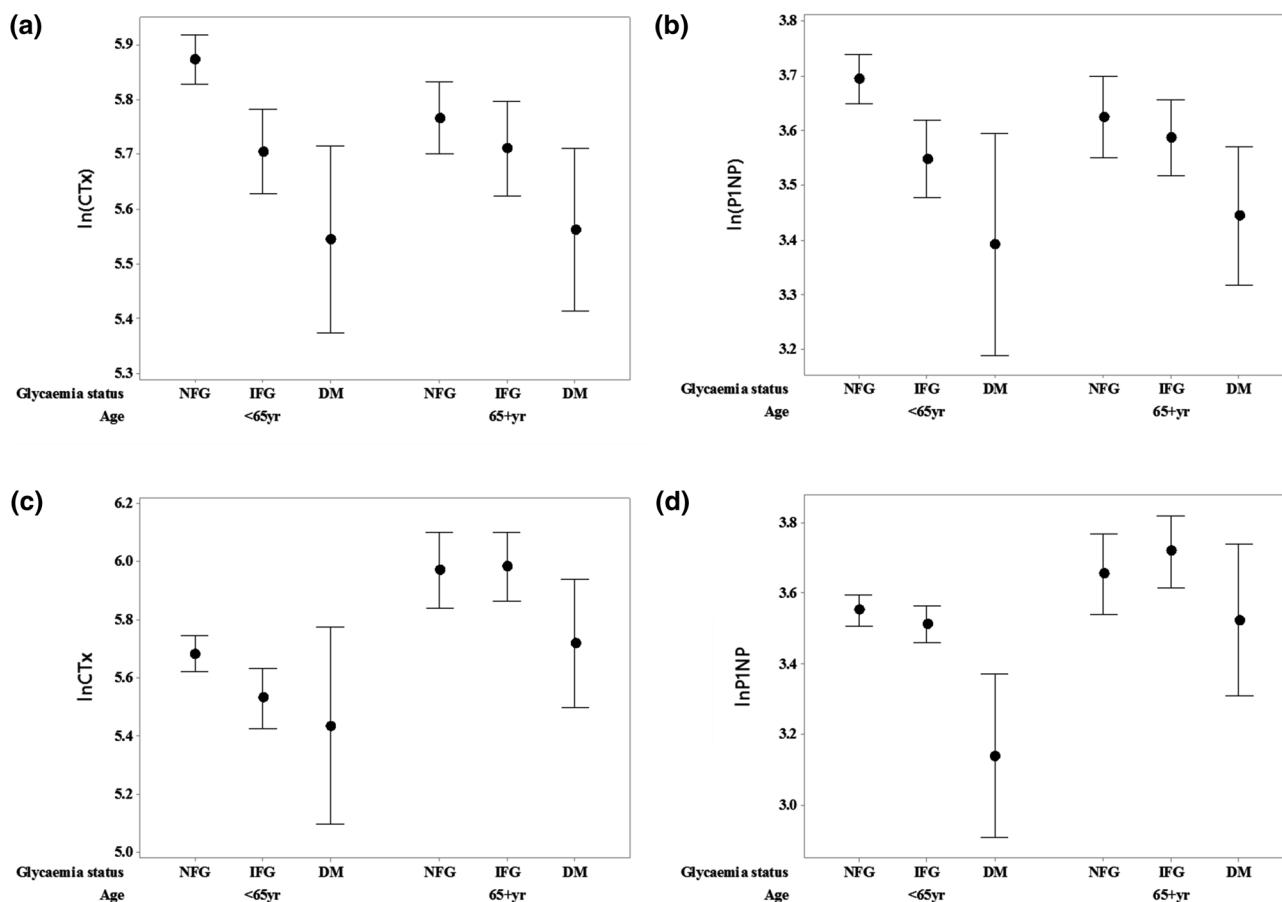 (a)
ln(CTx)
5.9
5.8
5.7
5.6
5.5
5.4
5.3
Glycaemia status NFG IFG DM NFG IFG DM
Age <65yr 65+yr
(b)
ln(P1NP)
3.8
3.7
3.6
3.5
3.4
3.3
3.2
Glycaemia status NFG IFG DM NFG IFG DM
Age <65yr 65+yr
(c)
lnCTx
6.2
6.0
5.8
5.6
5.4
5.2
5.0
Glycaemia status NFG IFG DM NFG IFG DM
Age <65yr 65+yr
(d)
lnP1NP
3.8
3.6
3.4
3.2
3.0
Glycaemia status NFG IFG DM NFG IFG DM
Age <65yr 65+yr